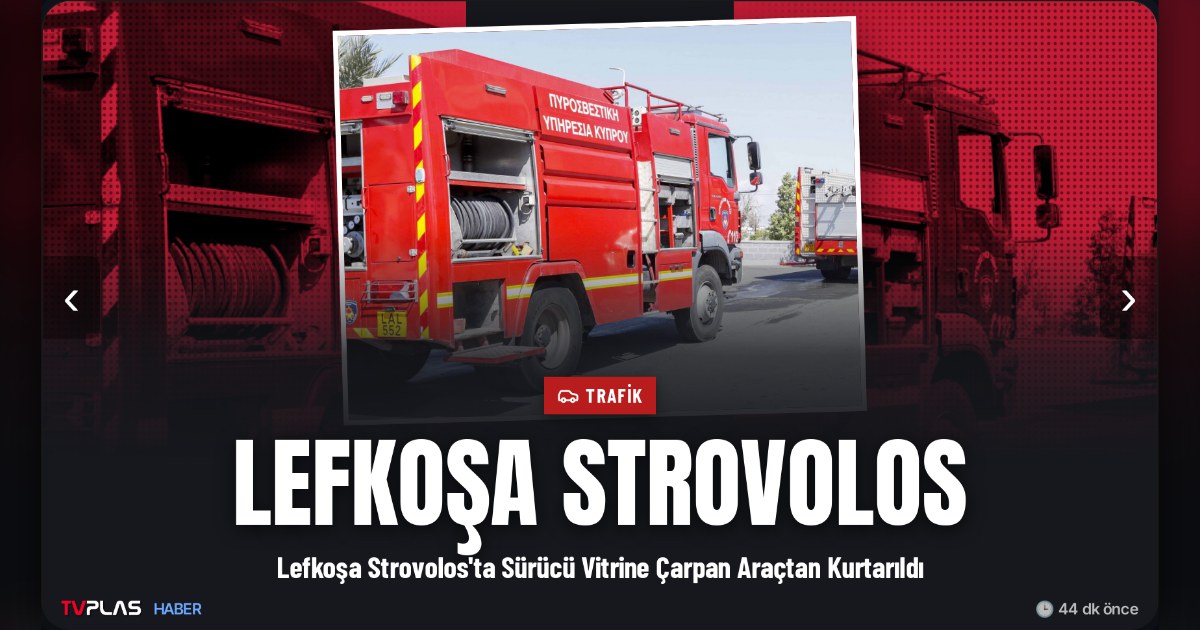 ΠΥΡΟΣΒΕΣΤΙΚΗ
ΥΠΗΡΕΣΙΑ ΚΥΠΡΟΥ
LAL
552
TRAFİK
LEFKOŞA STROVOLOS
Lefkoşa Strovolos'ta Sürücü Vitrine Çarpan Araçtan Kurtarıldı
TVPLAS HABER
44 dk önce